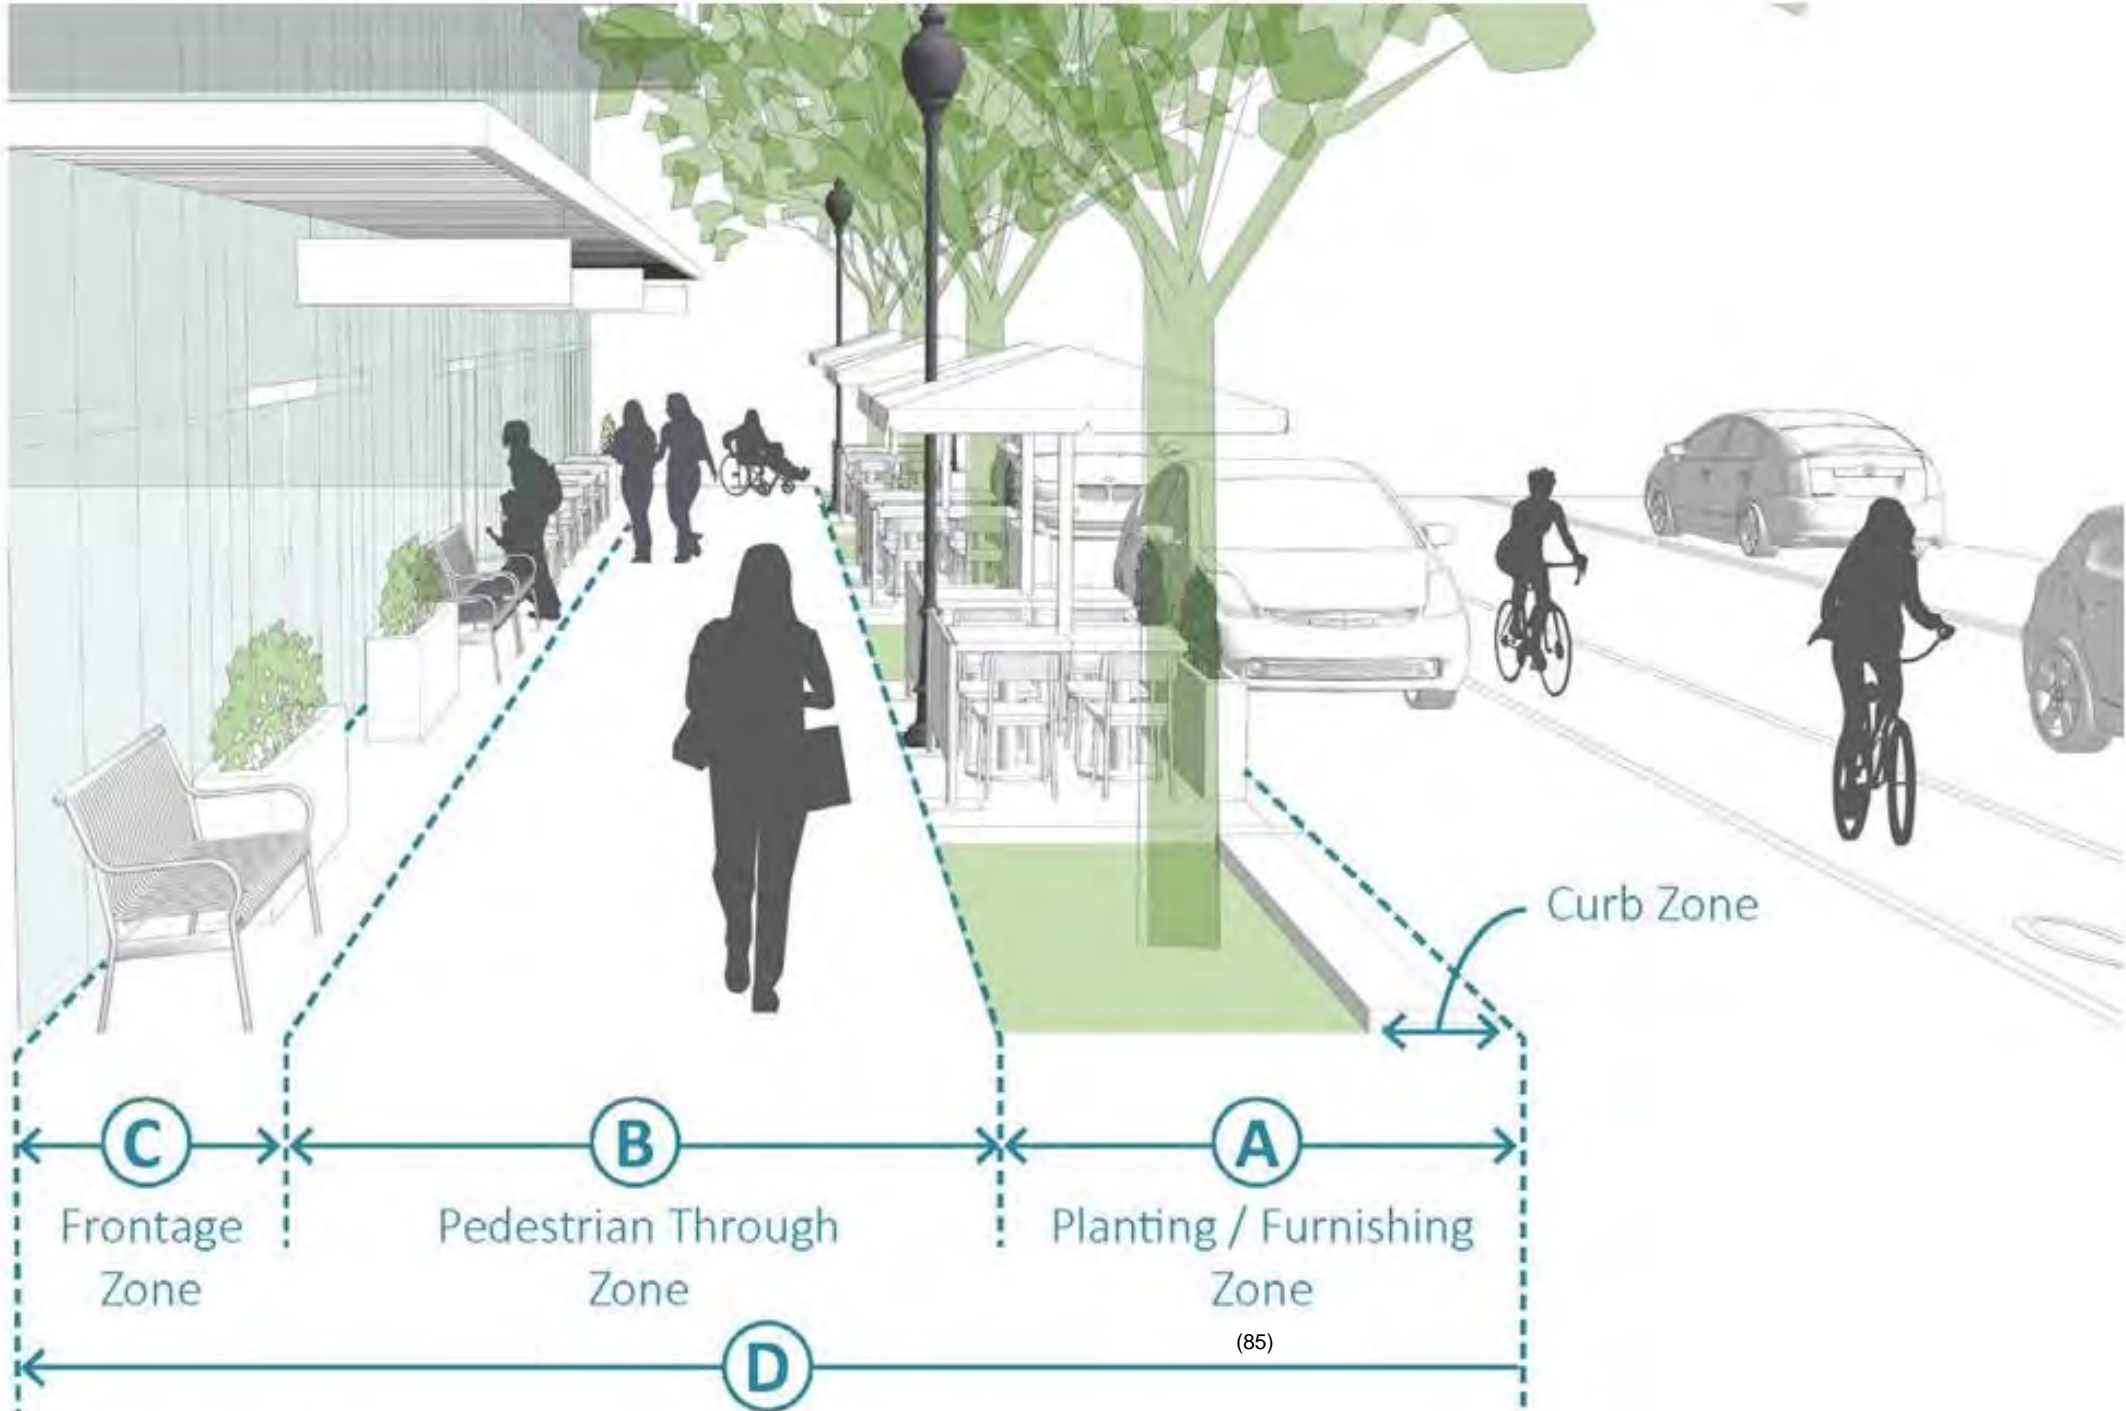 Curb Zone
C
B
A
Frontage
Zone
Pedestrian Through
Zone
Planting / Furnishing
Zone
(85)
D